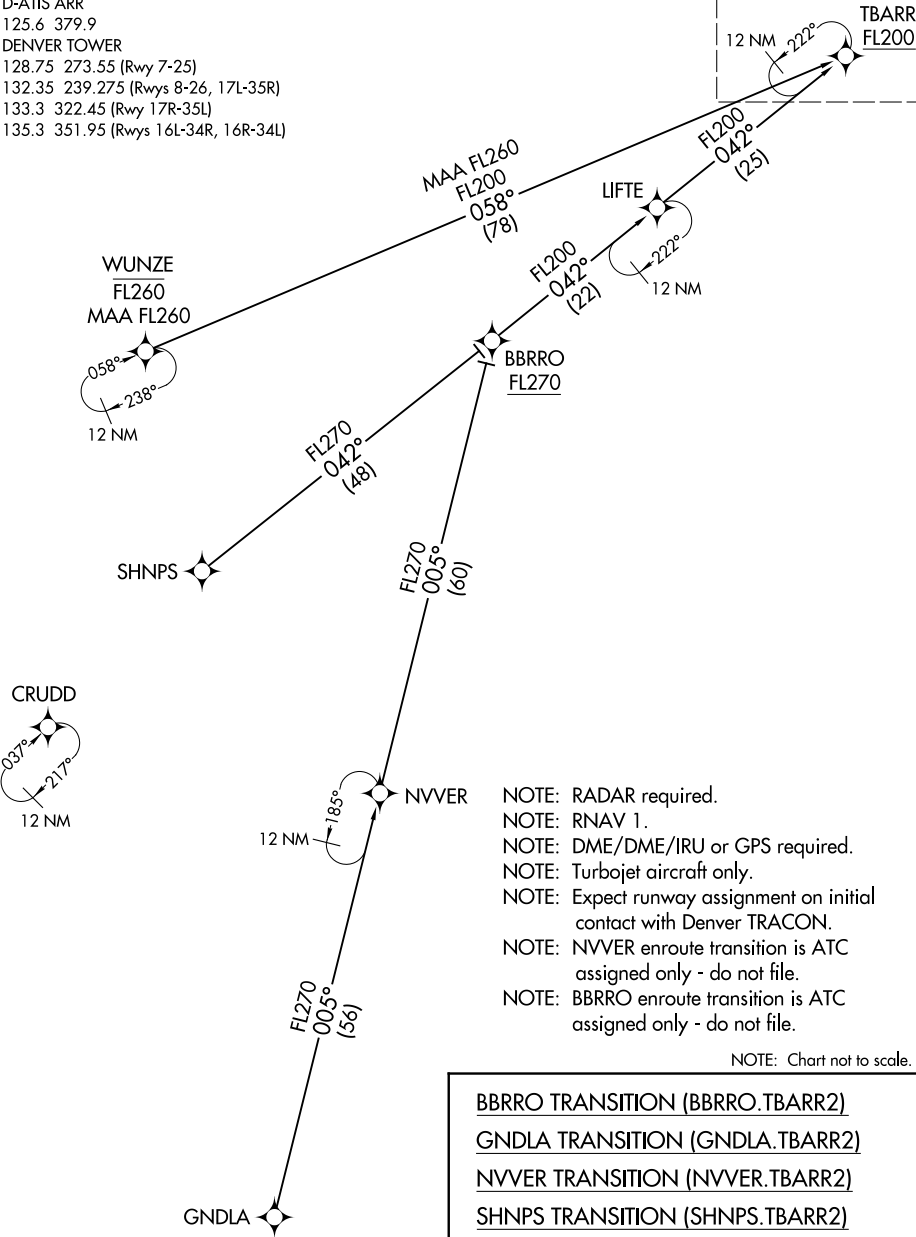 D-ATIS ARR
125.6 379.9
DENVER TOWER
128.75 273.55 (Rwy 7-25)
132.35 239.275 (Rwys 8-26, 17L-35R)
133.3 322.45 (Rwy 17R-35L)
135.3 351.95 (Rwys 16L-34R, 16R-34L)
TBARR
FL200
12 NM
222°
FL200
042°
(25)
MAA FL260
FL200
058°
(78)
LIFTE
222°
12 NM
WUNZE
FL260
MAA FL260
058°
238°
12 NM
FL200
042°
(22)
BBRRO
FL270
FL270
042°
(48)
SHNPS
FL270
005°
(60)
CRUDD
037°
217°
12 NM
NVVER
185°
12 NM
FL270
005°
(56)
GNDLA
NOTE: RADAR required.
NOTE: RNAV 1.
NOTE: DME/DME/IRU or GPS required.
NOTE: Turbojet aircraft only.
NOTE: Expect runway assignment on initial
contact with Denver TRACON.
NOTE: NVVER enroute transition is ATC
assigned only - do not file.
NOTE: BBRRO enroute transition is ATC
assigned only - do not file.
NOTE: Chart not to scale.
BBRRO TRANSITION (BBRRO.TBARR2)
GNDLA TRANSITION (GNDLA.TBARR2)
NVVER TRANSITION (NVVER.TBARR2)
SHNPS TRANSITION (SHNPS.TBARR2)